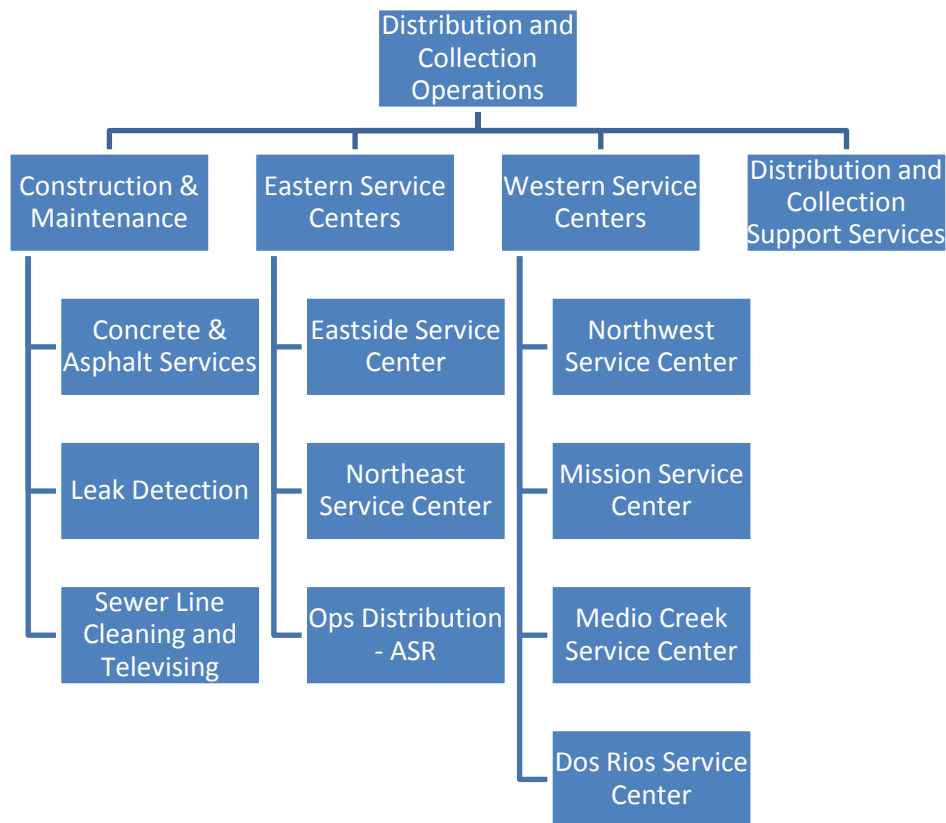 Distribution and
Collection
Operations
Construction &
Maintenance
Eastern Service
Centers
Western Service
Centers
Distribution and
Collection
Support Services
Concrete &
Asphalt Services
Leak Detection
Sewer Line
Cleaning and
Televising
Eastside Service
Center
Northeast
Service Center
Ops Distribution
- ASR
Northwest
Service Center
Mission Service
Center
Medio Creek
Service Center
Dos Rios Service
Center